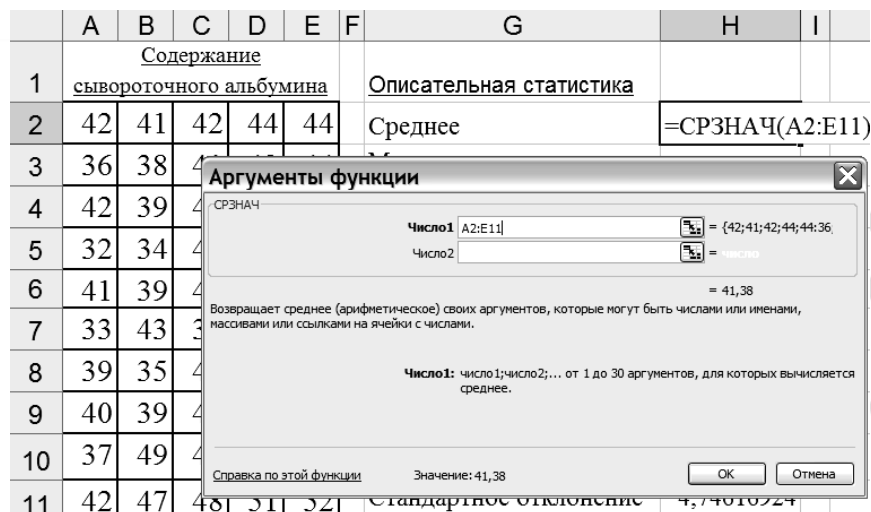 A B C D E F G H I
Содержание
1 сывороточного альбумина Описательная статистика
2 42 41 42 44 44 Среднее =СРЗНАЧ(A2:E11)
3 36 38
Аргументы функции
4 42 39
СРЗНАЧ
Число1 A2:E11 = {42;41;42;44;44:36;
5 32 34
Число2 = число
6 41 39
= 41,38
Возвращает среднее (арифметическое) своих аргументов, которые могут быть числами или именами,
7 33 43
массивами или ссылками на ячейки с числами.
8 39 35
Число1: число1;число2;... от 1 до 30 аргументов, для которых вычисляется
среднее.
9 40 39
10 37 49
Справка по этой функции Значение:41,38 OK Отмена
11 42 47 48 51 52 Стандартное отклонение 4,74616924